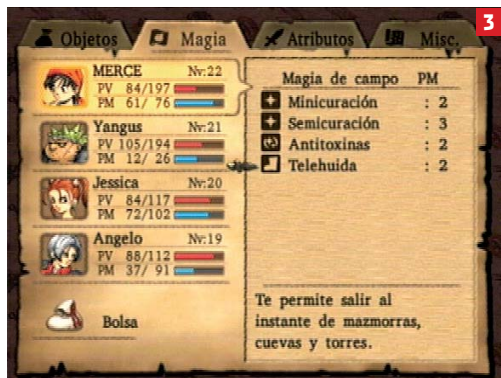 3
Objetos Magia Atributos Misc.
MERCE Nv:22
PV 84/197
PM 61/ 76
Yangus Nv:21
PV 105/194
PM 12/ 26
Jessica Nv:20
PV 84/117
PM 72/102
Angelo Nv:19
PV 88/112
PM 37/ 91
Bolsa
Magia de campo PM
Minicuración : 2
Semicuración : 3
Antitoxinas : 2
Telehuida : 2
Te permite salir al
instante de mazmorras,
cuevas y torres.